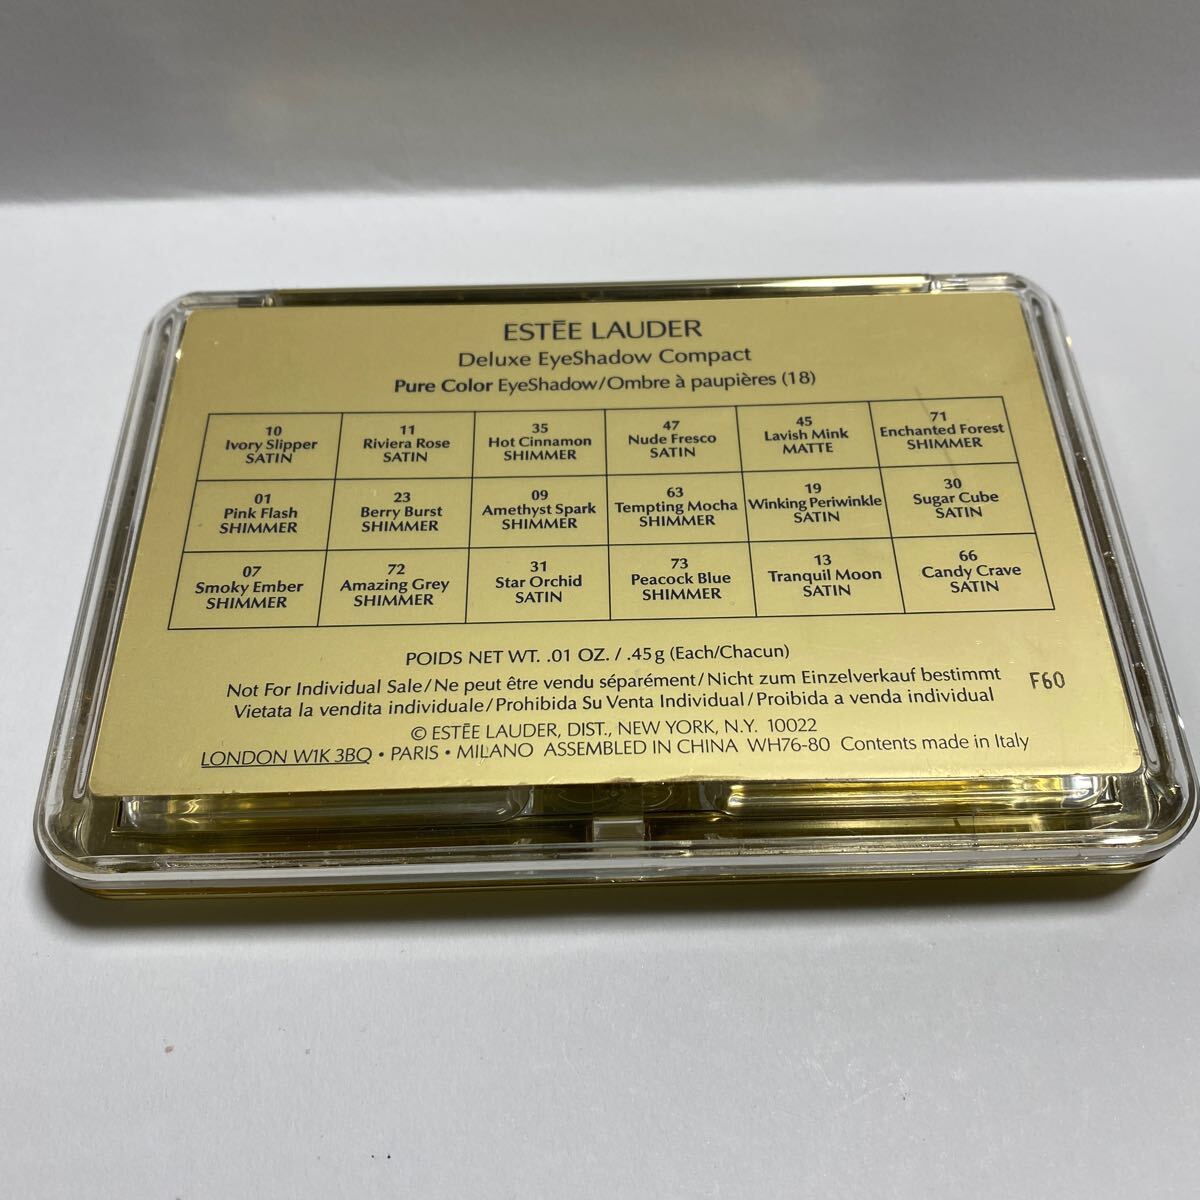 ESTĒE LAUDER
Deluxe EyeShadow Compact
Pure Color EyeShadow/Ombre à paupières (18)
10 11 35 47 45 71
Ivory Slipper Riviera Rose Hot Cinnamon Nude Fresco Lavish Mink Enchanted Forest
SATIN SATIN SHIMMER SATIN MATTE SHIMMER
01 23 09 63 19 30
Pink Flash Berry Burst Amethyst Spark Tempting Mocha Winking Periwinkle Sugar Cube
SHIMMER SHIMMER SHIMMER SHIMMER SATIN SATIN
07 72 31 73 13 66
Smoky Ember Amazing Grey Star Orchid Peacock Blue Tranquil Moon Candy Crave
SHIMMER SHIMMER SATIN SHIMMER SATIN SATIN
POIDS NET WT. .01 OZ. / .45g (Each/Chacun)
Not For Individual Sale/Ne peut être vendu séparément/Nicht zum Einzelverkauf bestimmt
Vietata la vendita individuale/Prohibida Su Venta Individual/Proibida a venda individual
F60
© ESTĒE LAUDER, DIST., NEW YORK, N.Y. 10022
LONDON W1K 3BQ • PARIS • MILANO ASSEMBLED IN CHINA WH76-80 Contents made in Italy